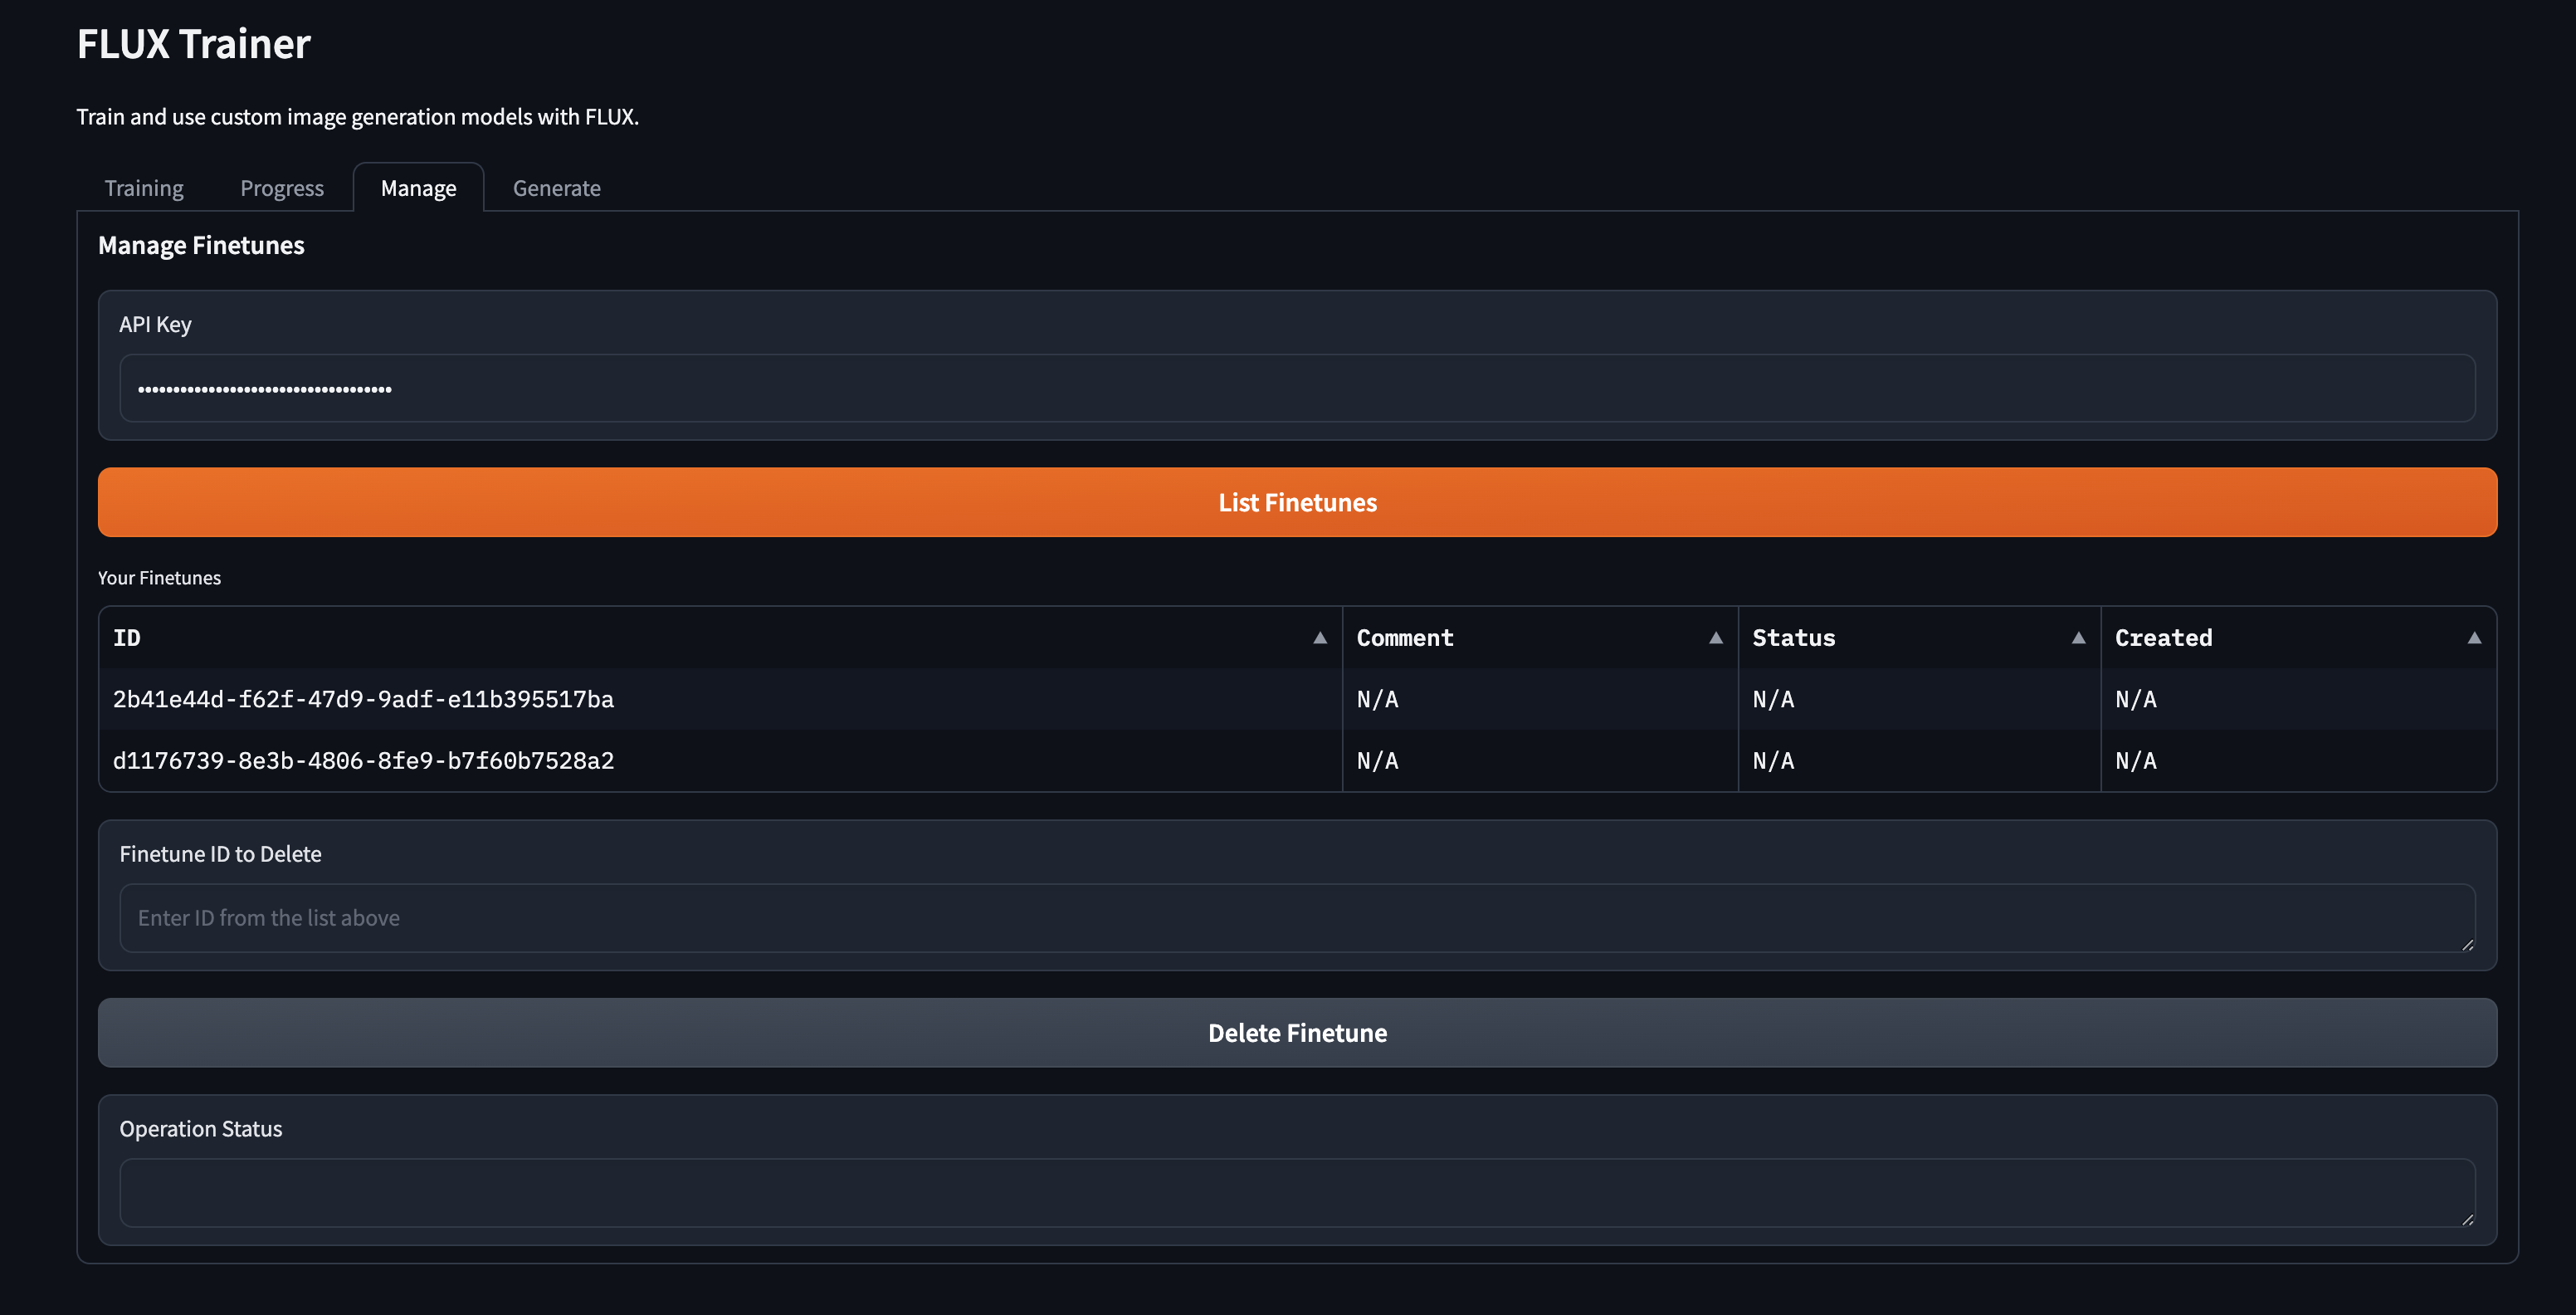 FLUX Trainer
Train and use custom image generation models with FLUX.
Training Progress Manage Generate
Manage Finetunes
API Key
••••••••••••••••••••••••••••••••••••
List Finetunes
Your Finetunes
ID ▲ Comment ▲ Status ▲ Created ▲
2b41e44d-f62f-47d9-9adf-e11b395517ba N/A N/A N/A
d1176739-8e3b-4806-8fe9-b7f60b7528a2 N/A N/A N/A
Finetune ID to Delete
Enter ID from the list above
Delete Finetune
Operation Status